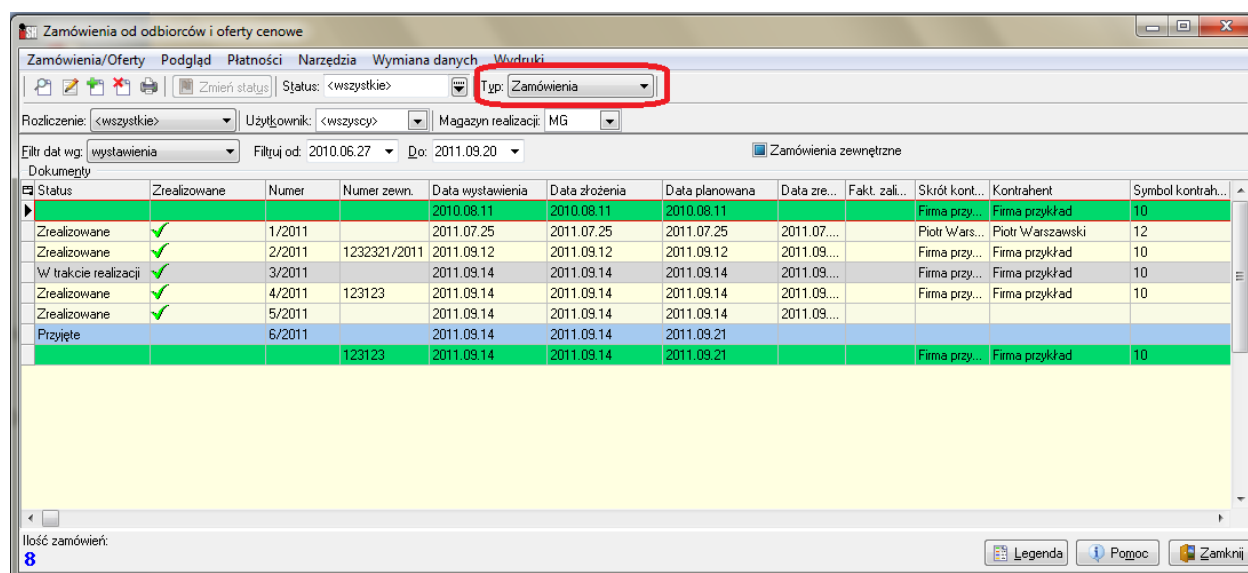 Zamówienia od odbiorców i oferty cenowe
Zamówienia/Oferty Podgląd Płatności Narzędzia Wymiana danych Wydruki
Zmień status Status: <wszystkie> Typ: Zamówienia
Rozliczenie: <wszystkie> Użytkownik: <wszyscy> Magazyn realizacji: MG
Filtr dat wg: wystawienia Filtruj od: 2010.06.27 Do: 2011.09.20 Zamówienia zewnętrzne
Dokumenty
Status Zrealizowane Numer Numer zewn. Data wystawienia Data złożenia Data planowana Data zre... Fakt. zali... Skrót kont... Kontrahent Symbol kontrah...
2010.08.11 2010.08.11 2010.08.11 Firma przy... Firma przykład 10
Zrealizowane 1/2011 2011.07.25 2011.07.25 2011.07.25 2011.07.... Piotr Wars... Piotr Warszawski 12
Zrealizowane 2/2011 1232321/2011 2011.09.12 2011.09.12 2011.09.12 2011.09.... Firma przy... Firma przykład 10
W trakcie realizacji 3/2011 2011.09.14 2011.09.14 2011.09.14 2011.09.... Firma przy... Firma przykład 10
Zrealizowane 4/2011 123123 2011.09.14 2011.09.14 2011.09.14 2011.09.... Firma przy... Firma przykład 10
Zrealizowane 5/2011 2011.09.14 2011.09.14 2011.09.14 2011.09....
Przyjęte 6/2011 2011.09.14 2011.09.14 2011.09.21
123123 2011.09.14 2011.09.14 2011.09.21 Firma przy... Firma przykład 10
Ilość zamówień:
8
Legenda Pomoc Zamknij